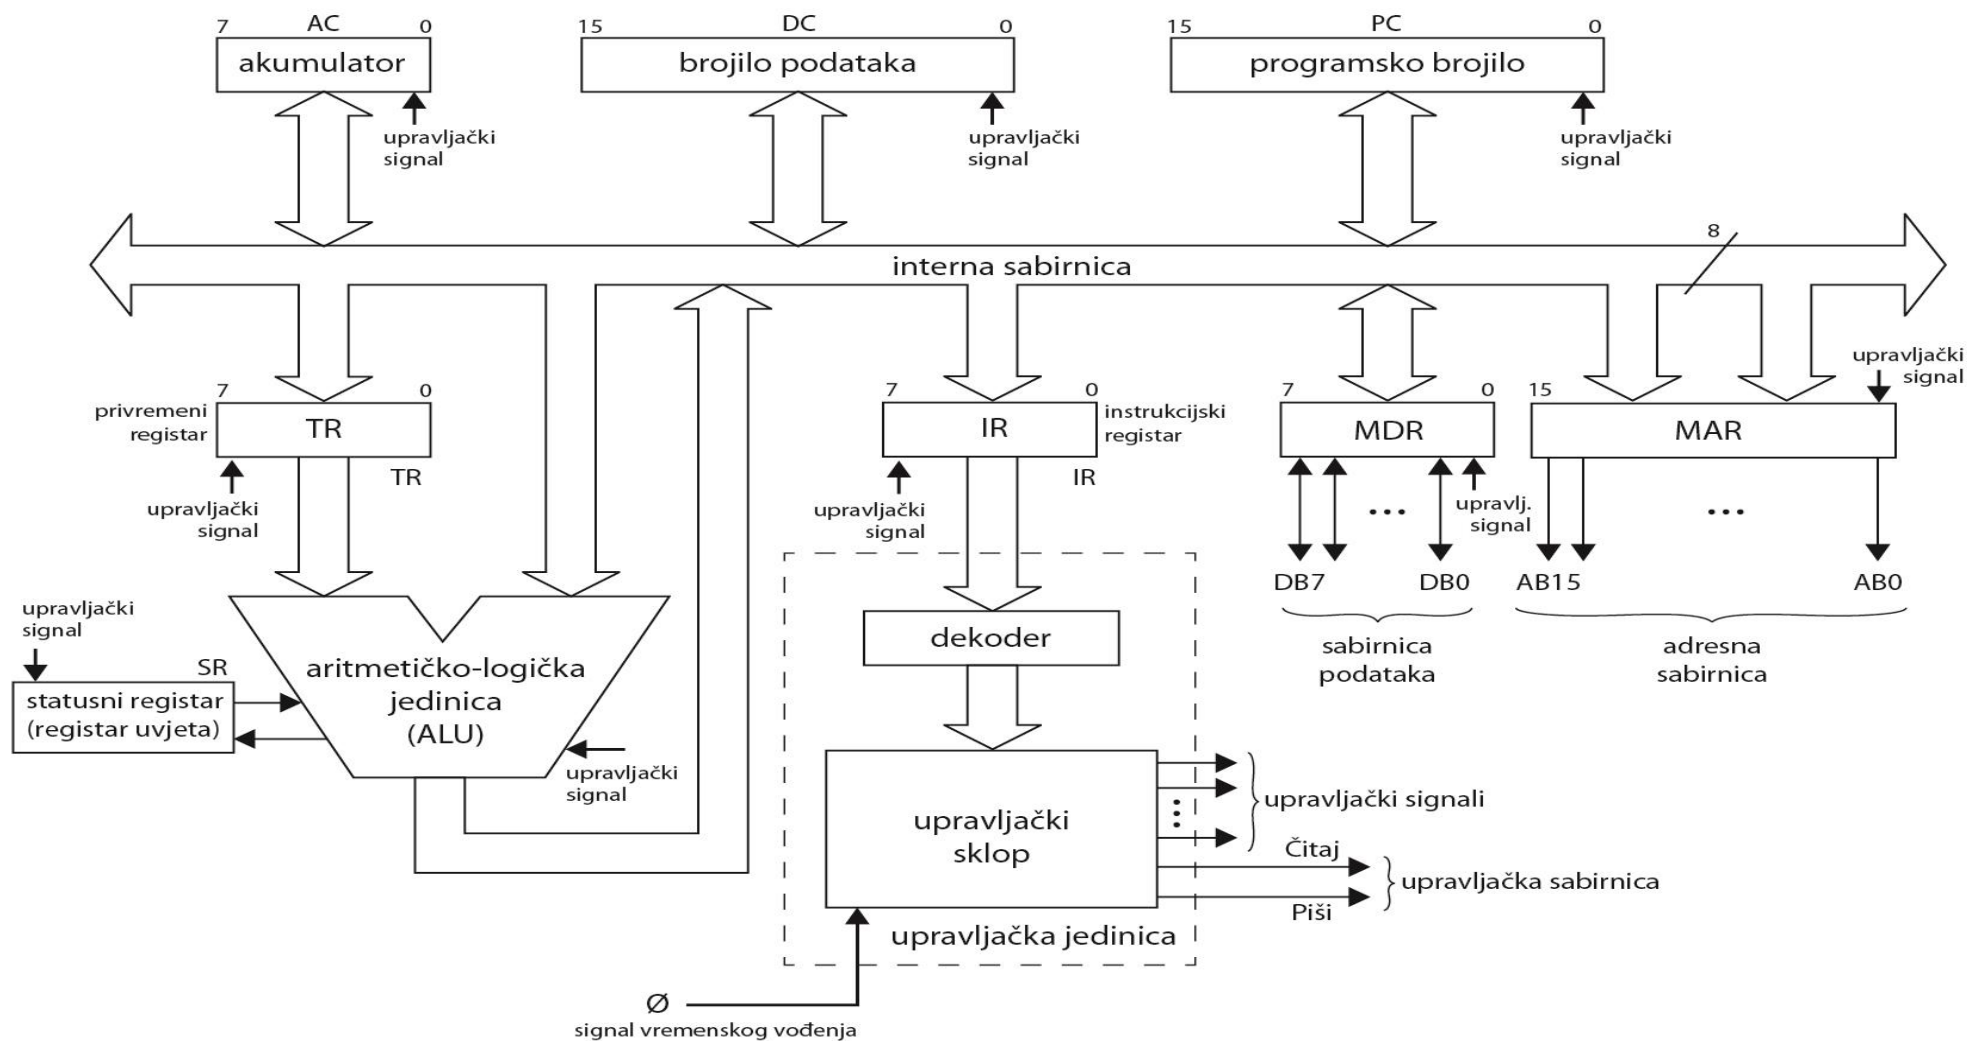 7 AC 0
akumulator
upravljački
signal
15 DC 0
brojilo podataka
upravljački
signal
15 PC 0
programsko brojilo
upravljački
signal
8
interna sabirnica
privremeni
registar
7 0
TR
TR
upravljački
signal
7 0
IR
instrukcijski
registar
IR
upravljački
signal
7 0
MDR
upravlj.
signal
...
DB7 DB0
sabirnica
podataka
upravljački
signal
15
MAR
...
AB15 AB0
adresna
sabirnica
upravljački
signal
SR
statusni registar
(registar uvjeta)
aritmetičko-logička
jedinica
(ALU)
upravljački
signal
dekoder
upravljački
sklop
upravljački signali
Čitaj
Piši
upravljačka sabirnica
upravljačka jedinica
Ø
signal vremenskog vođenja